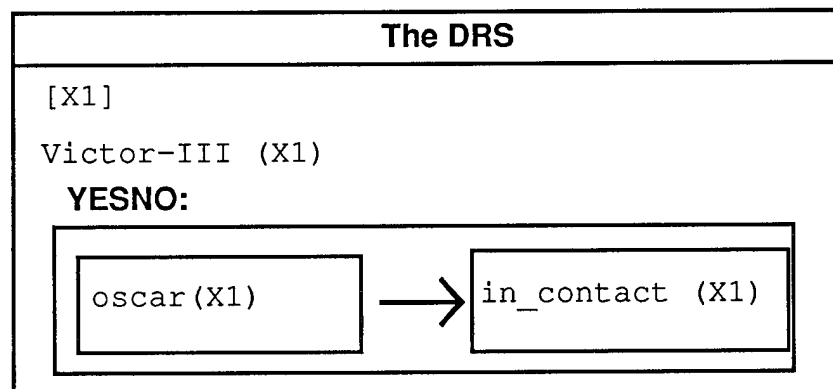 The DRS
[X1]
Victor-III (X1)
YESNO:
oscar(X1) in_contact (X1)